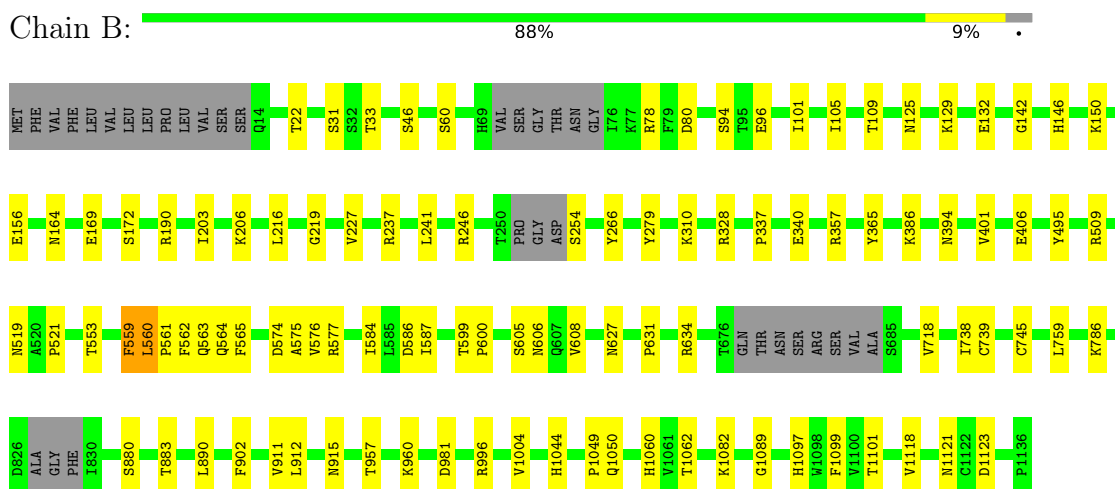 Chain B:
88% 9% •
MET PHE VAL PHE LEU VAL LEU LEU PRO LEU VAL SER SER Q14 T22 S31 S32 T33 S46 S60 H69 VAL SER GLY THR ASN GLY I76 K77 R78 F79 D80 S94 T95 E96 I101 I105 T109 N125 K129 E132 G142 H146 K150
E156 N164 E169 S172 R190 I203 K206 L216 G219 V227 R237 L241 R246 T250 PRO GLY ASP S254 Y266 Y279 K310 R328 P337 E340 R357 Y365 K386 N394 V401 E406 Y495 R509
N519 A520 P521 T553 F559 L560 P561 F562 Q563 Q564 F565 D574 A575 V576 R577 I584 L585 D586 I587 T599 P600 S605 N606 Q607 V608 N627 P631 R634 T676 GLN THR ASN SER ARG SER VAL ALA S685 V718 I738 C739 C745 L759 K786
D826 ALA GLY PHE I830 S880 T883 L890 F902 V911 L912 N915 T957 K960 D981 R996 V1004 H1044 P1049 Q1050 H1060 V1061 T1062 K1082 G1089 H1097 W1098 F1099 V1100 T1101 V1118 N1121 C1122 D1123 P1136